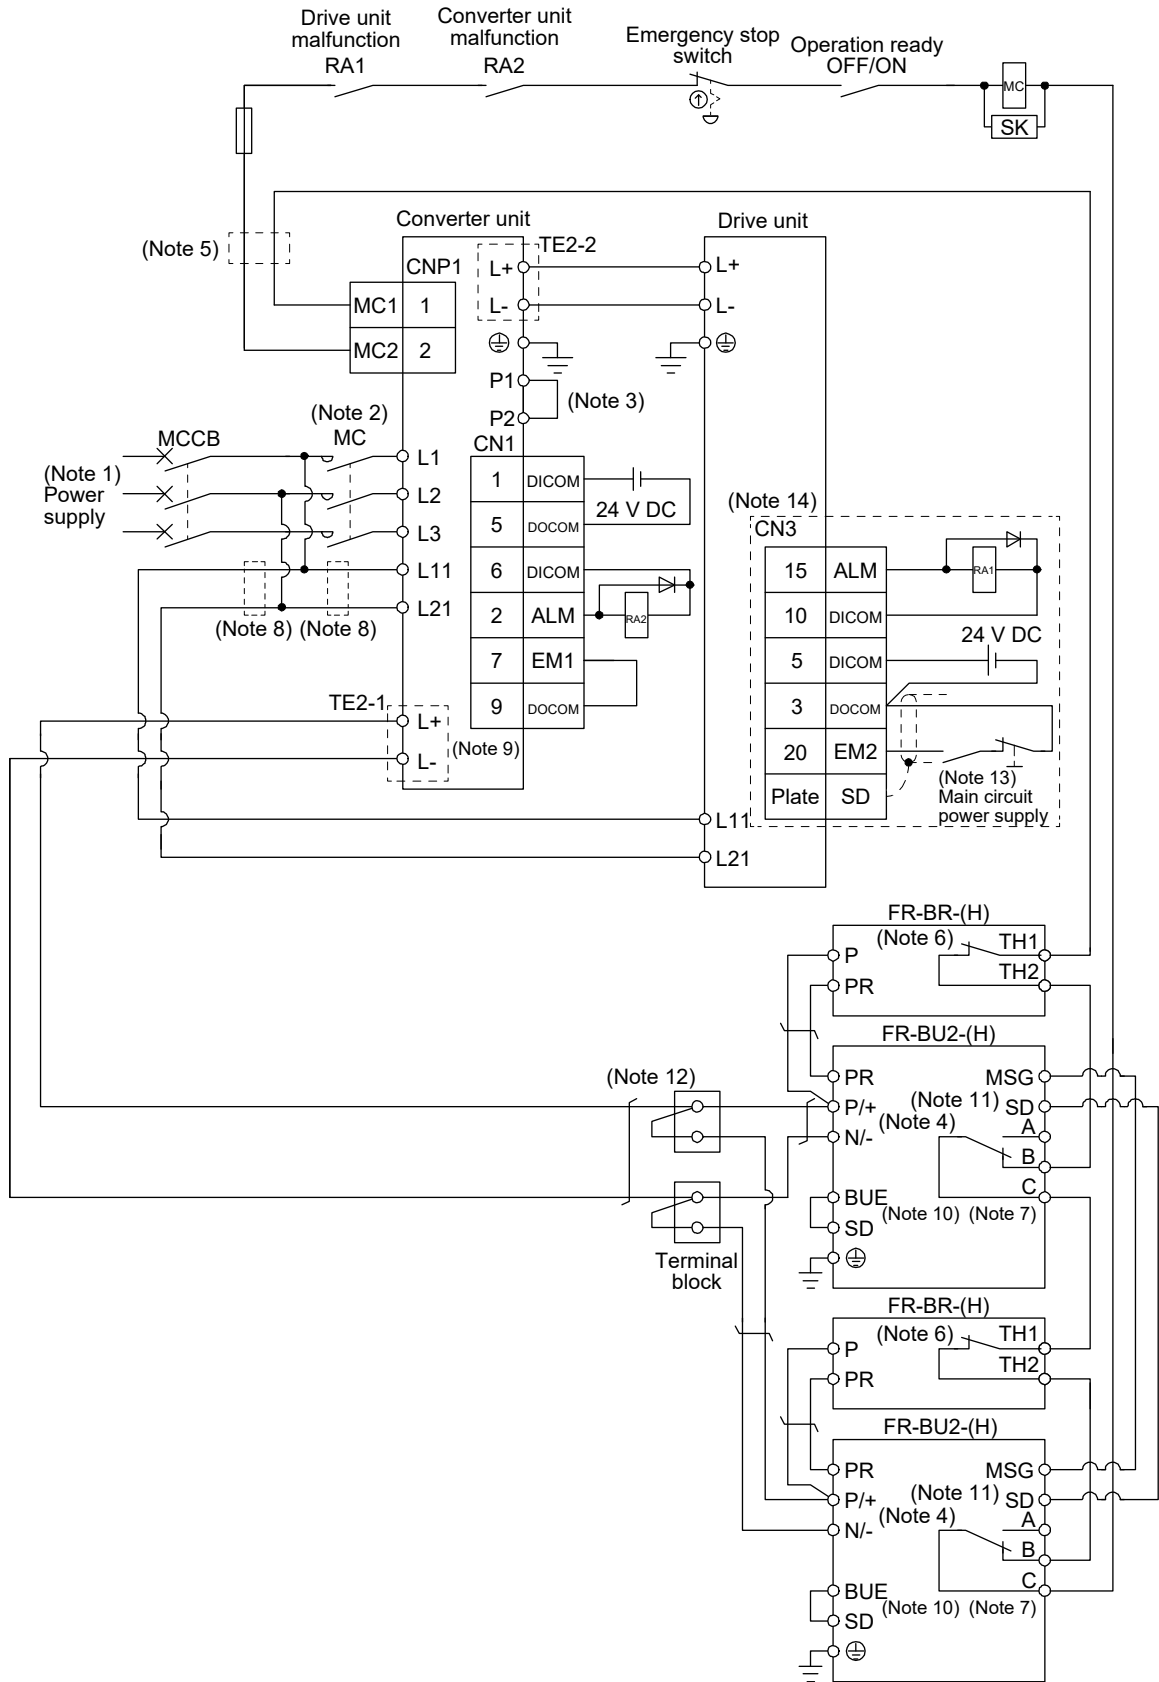 Drive unit
malfunction
RA1
Converter unit
malfunction
RA2
Emergency stop
switch
Operation ready
OFF/ON
MC
SK
(Note 5)
Converter unit
CNP1
MC1 1
MC2 2
TE2-2
L+
L-
P1
P2
(Note 3)
Drive unit
L+
L-
(Note 1)
Power
supply
MCCB
(Note 2)
MC
L1
L2
L3
L11
L21
(Note 8) (Note 8)
CN1
1 DICOM
5 DOCOM
6 DICOM
2 ALM
7 EM1
9 DOCOM
24 V DC
RA2
TE2-1
L+
L-
(Note 9)
(Note 14)
CN3
15 ALM
10 DICOM
5 DICOM
3 DOCOM
20 EM2
Plate SD
RA1
24 V DC
(Note 13)
Main circuit
power supply
L11
L21
FR-BR-(H)
(Note 6)
P
PR
TH1
TH2
FR-BU2-(H)
PR
P/+
N/-
BUE
SD
MSG
(Note 11) SD
(Note 4)
A
B
C
(Note 10) (Note 7)
(Note 12)
Terminal
block
FR-BR-(H)
(Note 6)
P
PR
TH1
TH2
FR-BU2-(H)
PR
P/+
N/-
BUE
SD
MSG
(Note 11) SD
(Note 4)
A
B
C
(Note 10) (Note 7)